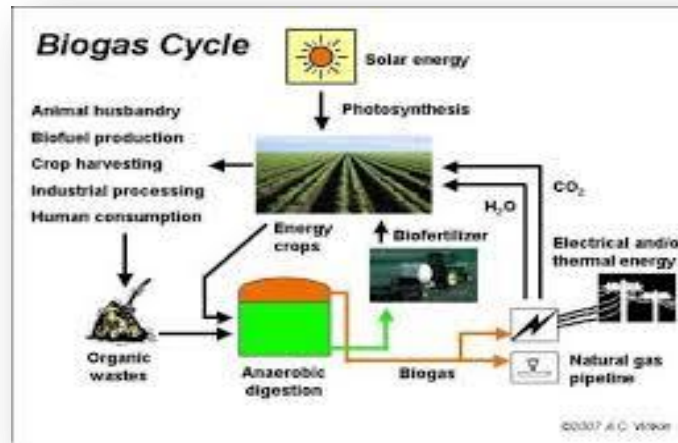 Biogas Cycle
Solar energy
Photosynthesis
Animal husbandry
Biofuel production
Crop harvesting
Industrial processing
Human consumption
CO₂
H₂O
Energy
crops
Biofertilizer
Electrical and/o
thermal energy
Organic
wastes
Anaerobic
digestion
Biogas
Natural gas
pipeline
©2007 A.C.